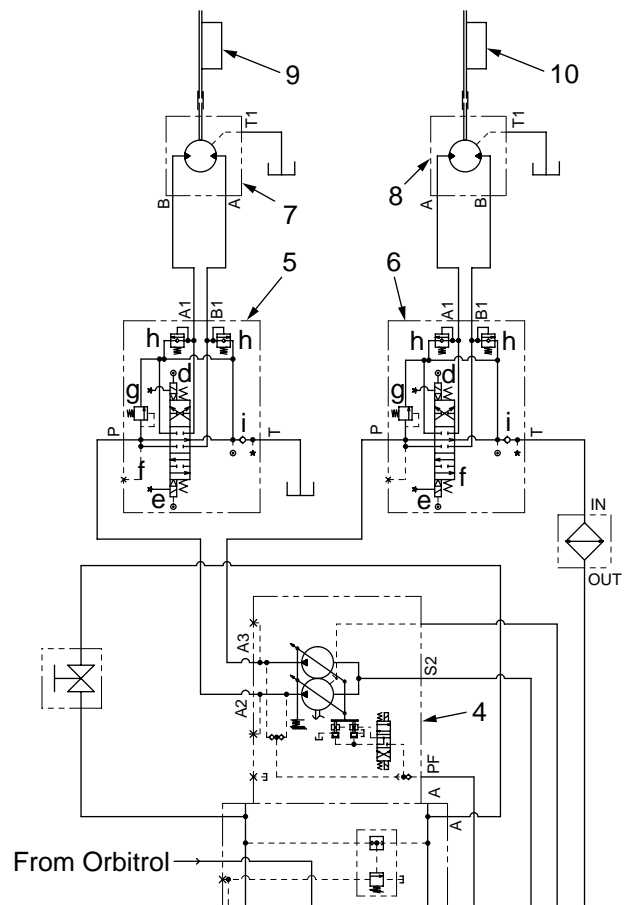 9
10
T1
T1
B
A
7
8
A
B
5
6
A1
B1
A1
B1
h
h
h
h
d
d
g
g
i
i
P
T
P
T
f
f
e
e
IN
OUT
A3
S2
A2
4
PF
A
A
From Orbitrol